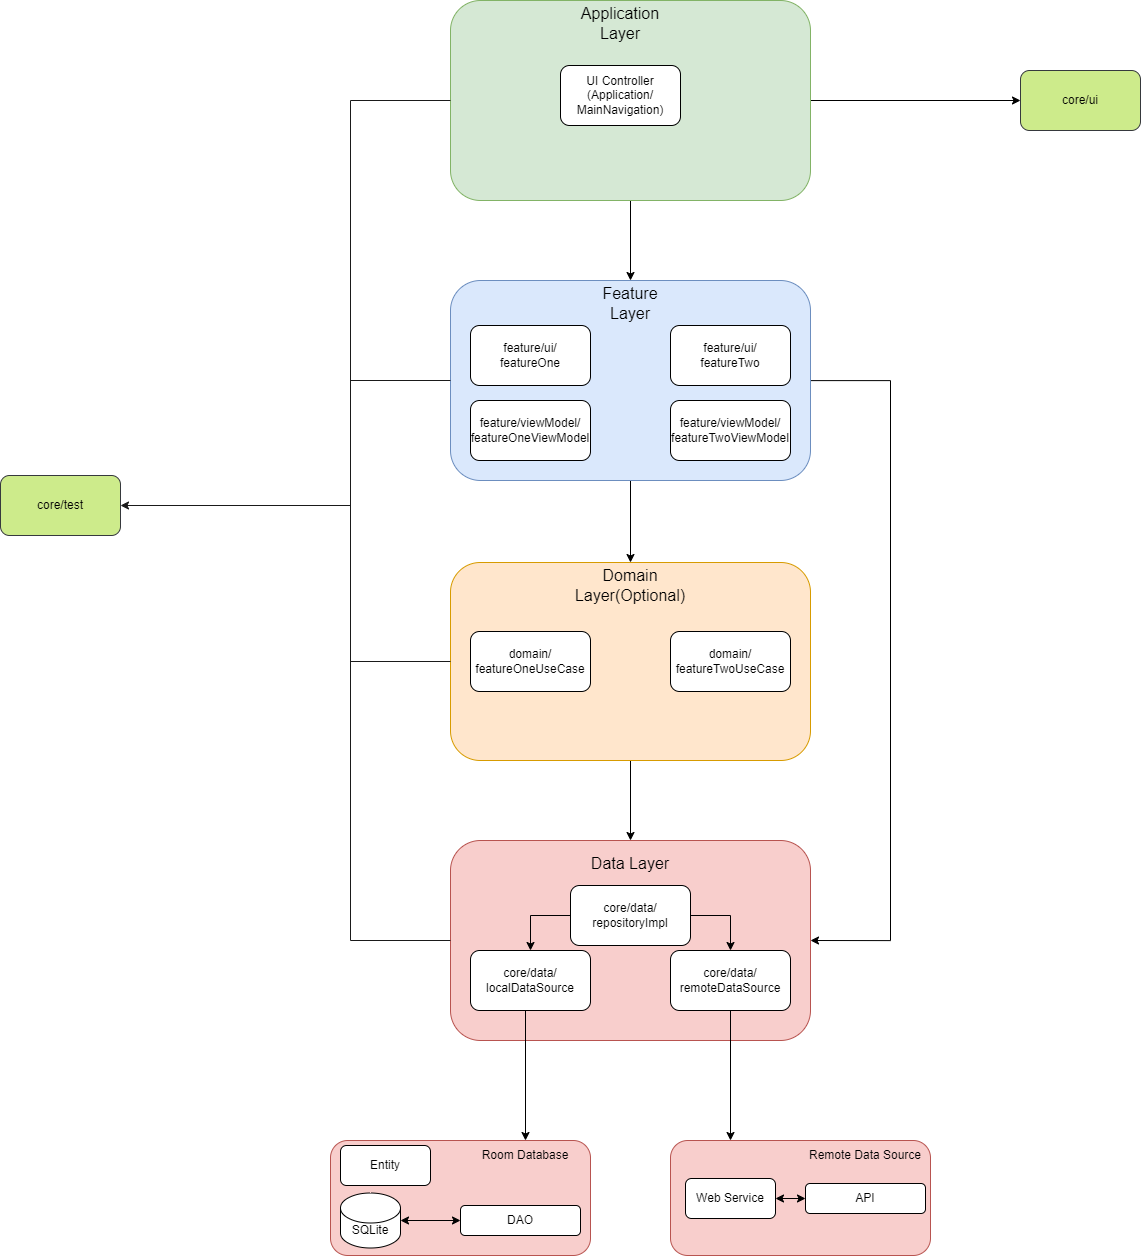 Application
Layer
UI Controller
(Application/
MainNavigation)
core/ui
Feature
Layer
feature/ui/
featureOne
feature/ui/
featureTwo
feature/viewModel/
featureOneViewModel
feature/viewModel/
featureTwoViewModel
core/test
Domain
Layer(Optional)
domain/
featureOneUseCase
domain/
featureTwoUseCase
Data Layer
core/data/
repositoryImpl
core/data/
localDataSource
core/data/
remoteDataSource
Room Database
Entity
SQLite
DAO
Remote Data Source
Web Service
API